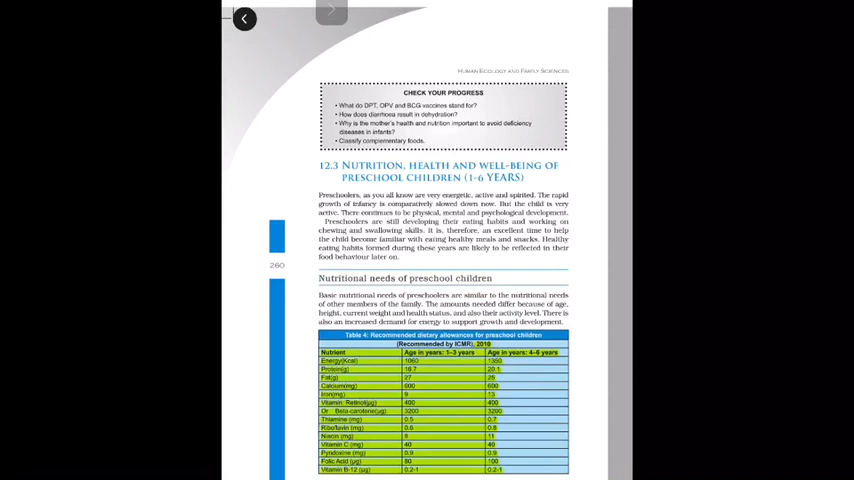 HUMAN ECOLOGY AND FAMILY SCIENCES
CHECK YOUR PROGRESS
• What do DPT, OPV and BCG vaccines stand for?
• How does diarrhoea result in dehydration?
• Why is the mother's health and nutrition important to avoid deficiency
diseases in infants?
• Classify complementary foods.
12.3 NUTRITION, HEALTH AND WELL-BEING OF
PRESCHOOL CHILDREN (1-6 YEARS)
Preschoolers, as you all know are very energetic, active and spirited. The rapid
growth of infancy is comparatively slowed down now. But the child is very
active. There continues to be physical, mental and psychological development.
Preschoolers are still developing their eating habits and working on
chewing and swallowing skills. It is, therefore, an excellent time to help
the child become familiar with eating healthy meals and snacks. Healthy
eating habits formed during these years are likely to be reflected in their
food behaviour later on.
260
Nutritional needs of preschool children
Basic nutritional needs of preschoolers are similar to the nutritional needs
of other members of the family. The amounts needed differ because of age,
height, current weight and health status, and also their activity level. There is
also an increased demand for energy to support growth and development.
Table 4: Recommended dietary allowances for preschool children
(Recommended by ICMR), 2010
Nutrient Age in years: 1–3 years Age in years: 4–6 years
Energy(Kcal) 1060 1350
Protein(g) 16.7 20.1
Fat(g) 27 25
Calcium(mg) 600 600
Iron(mg) 9 13
Vitamin: Retinol(µg) 400 400
Or Beta-carotene(µg) 3200 3200
Thiamine (mg) 0.5 0.7
Riboflavin (mg) 0.6 0.8
Niacin (mg) 8 11
Vitamin C (mg) 40 40
Pyridoxine (mg) 0.9 0.9
Folic Acid (µg) 80 100
Vitamin B-12 (µg) 0.2-1 0.2-1